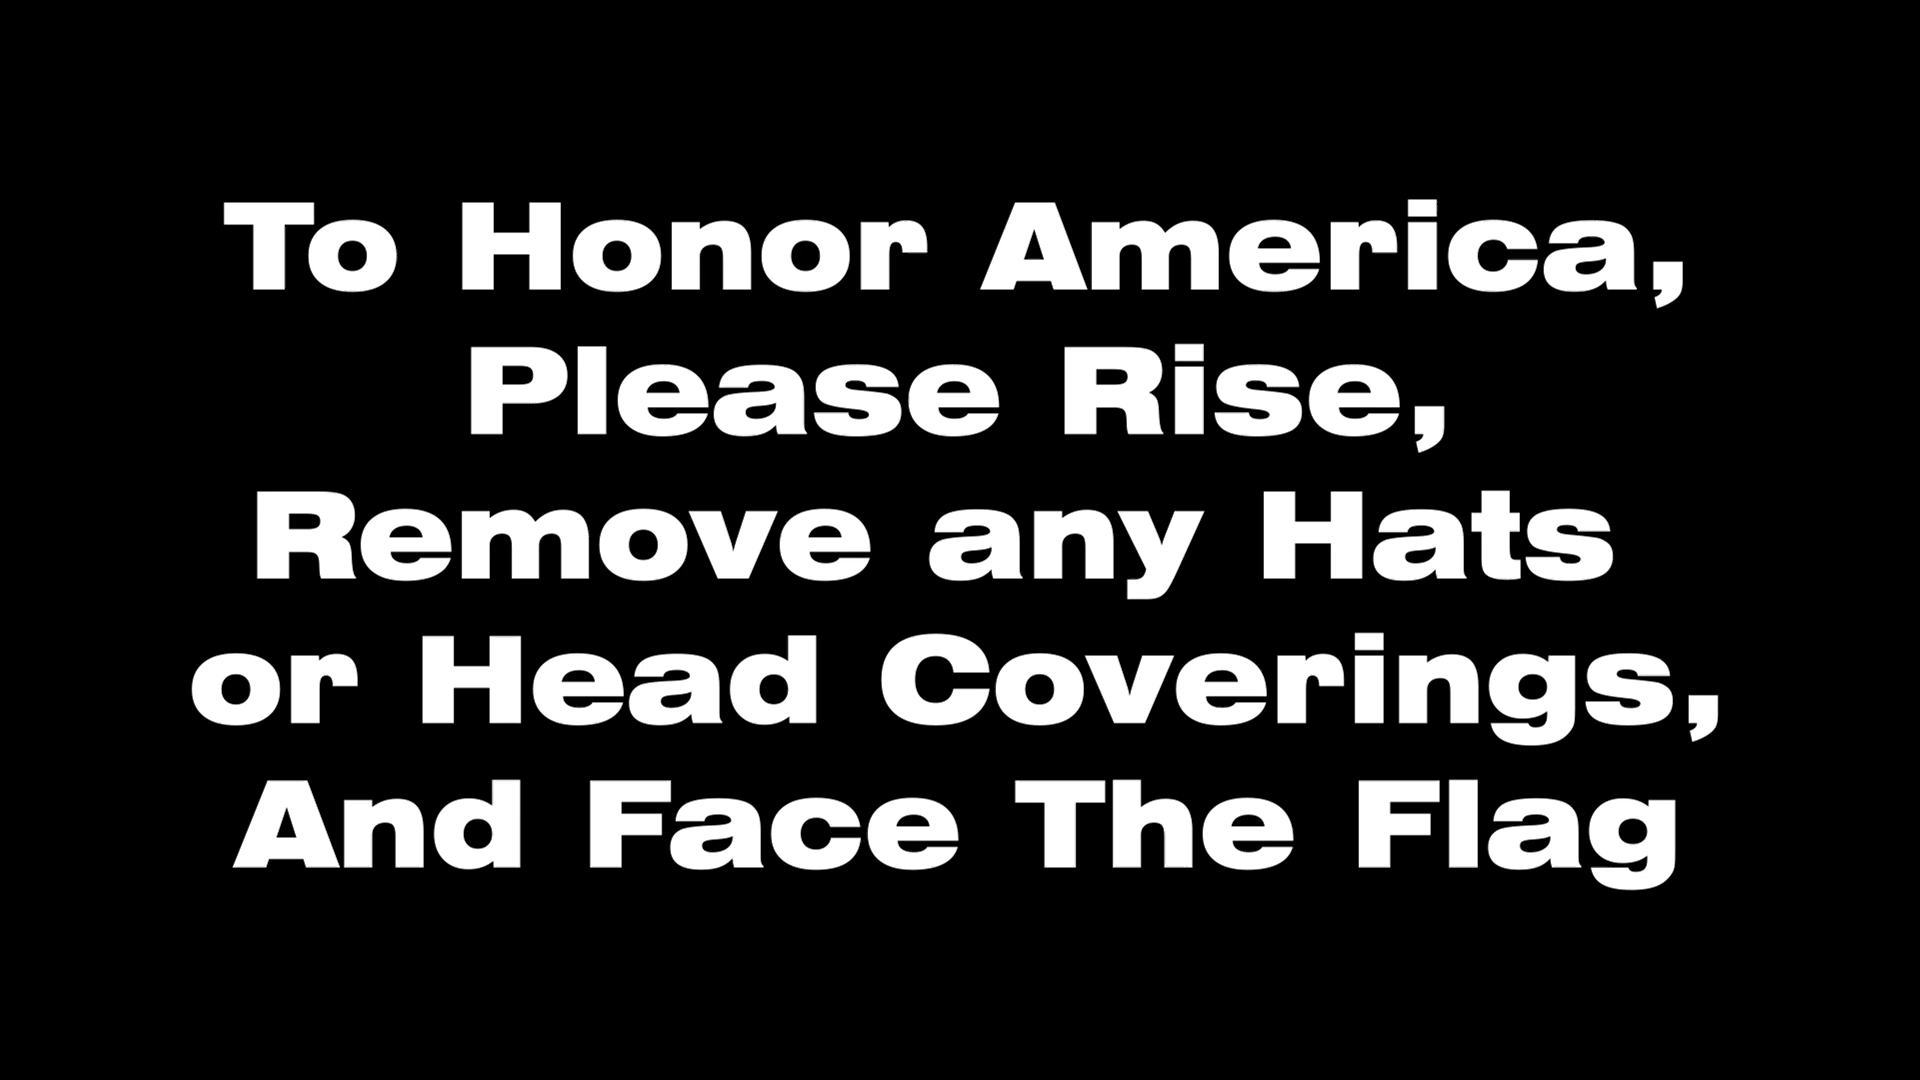 To Honor America,
Please Rise,
Remove any Hats
or Head Coverings,
And Face The Flag